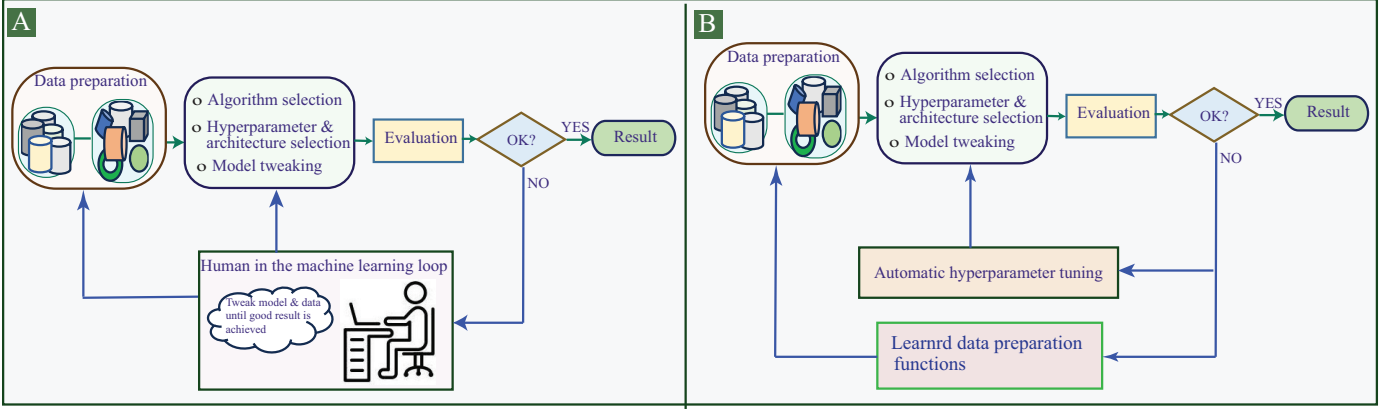 A
Data preparation
o Algorithm selection
o Hyperparameter &
architecture selection
o Model tweaking
Evaluation
OK?
YES
Result
NO
Human in the machine learning loop
Tweak model & data
until good result is
achieved
B
Data preparation
o Algorithm selection
o Hyperparameter &
architecture selection
o Model tweaking
Evaluation
OK?
YES
Result
NO
Automatic hyperparameter tuning
Learnrd data preparation
functions